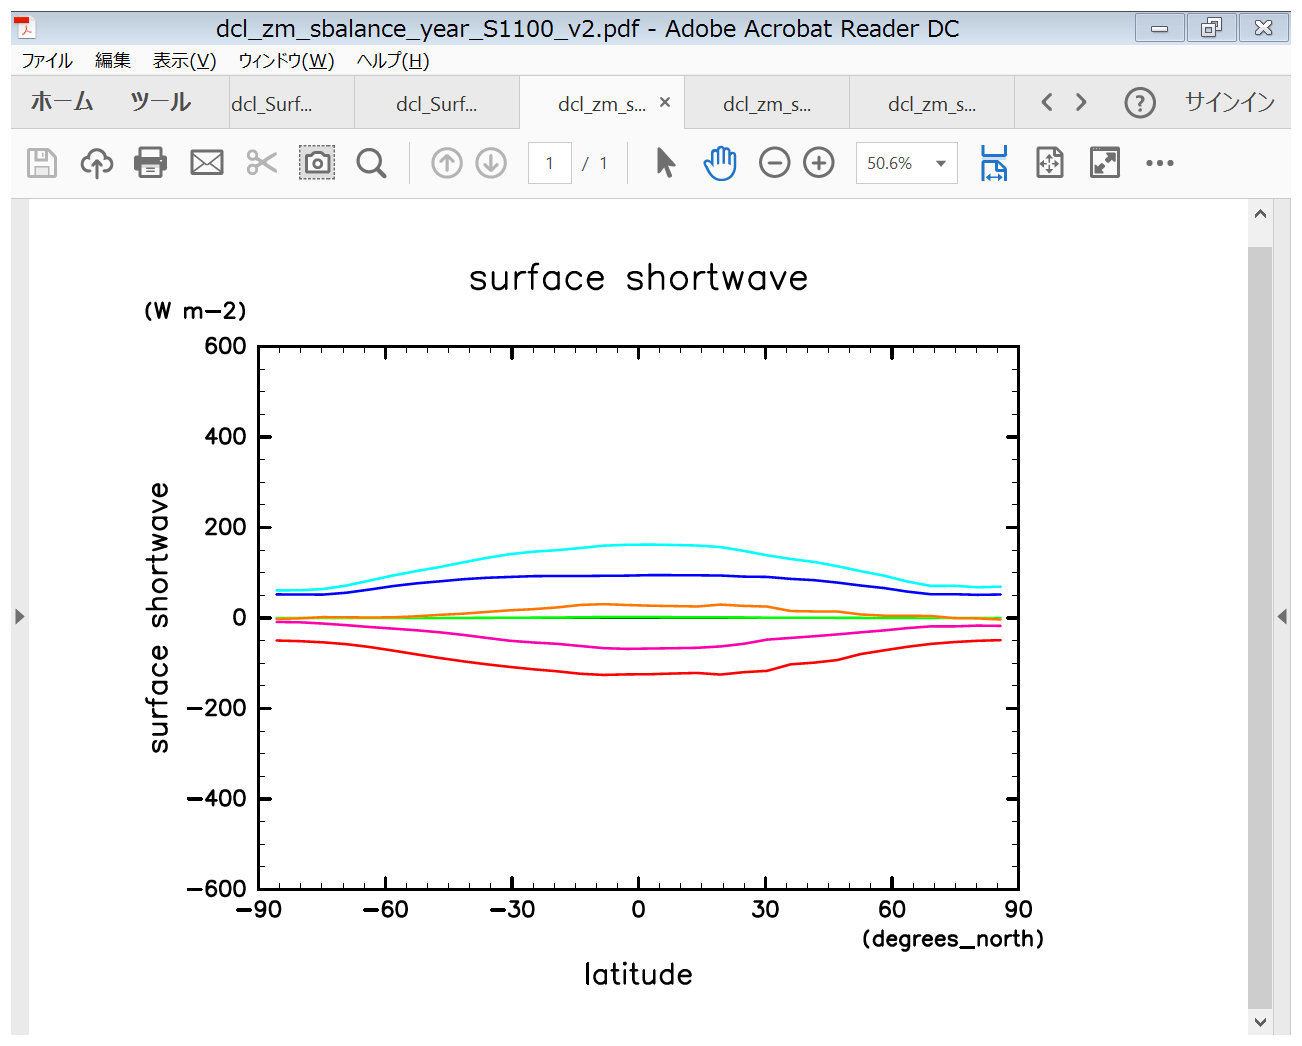 dcl_zm_sbalance_year_S1100_v2.pdf - Adobe Acrobat Reader DC
ファイル 編集 表示(V) ウィンドウ(W) ヘルプ(H)
ホーム ツール dcl_Surf... dcl_Surf... dcl_zm_s... × dcl_zm_s... dcl_zm_s... ? サインイン
1 / 1 50.6%
surface shortwave
(W m−2)
600
400
200
0
−200
−400
−600
surface shortwave
−90 −60 −30 0 30 60 90
(degrees_north)
latitude